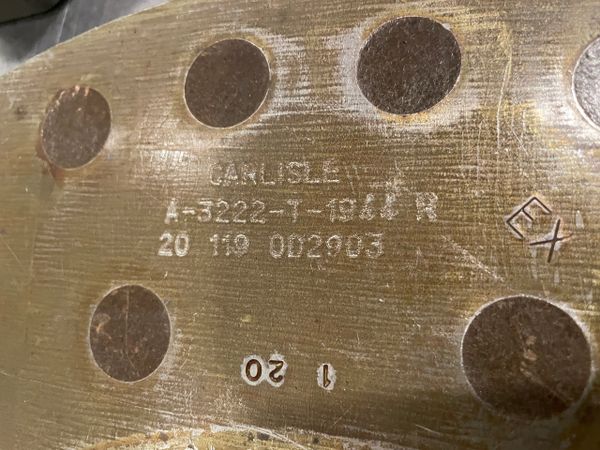 CARLISLE
A-3222-T-1944 R
20 119 0D2903
EX
1 20